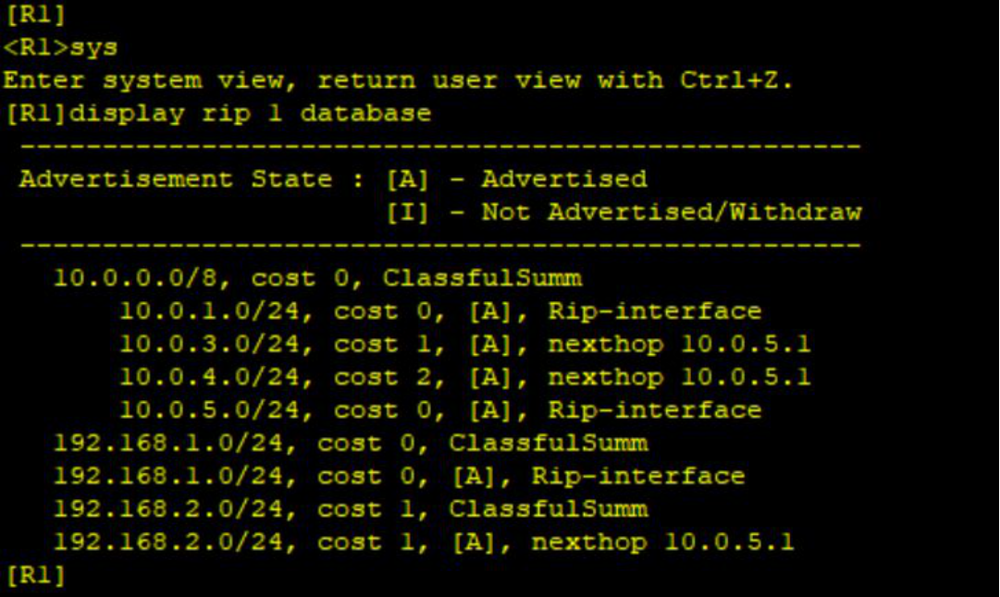 [R1]
<R1>sys
Enter system view, return user view with Ctrl+Z.
[R1]display rip 1 database
---------------------------------------------------
Advertisement State : [A] - Advertised
[I] - Not Advertised/Withdraw
---------------------------------------------------
10.0.0.0/8, cost 0, ClassfulSumm
10.0.1.0/24, cost 0, [A], Rip-interface
10.0.3.0/24, cost 1, [A], nexthop 10.0.5.1
10.0.4.0/24, cost 2, [A], nexthop 10.0.5.1
10.0.5.0/24, cost 0, [A], Rip-interface
192.168.1.0/24, cost 0, ClassfulSumm
192.168.1.0/24, cost 0, [A], Rip-interface
192.168.2.0/24, cost 1, ClassfulSumm
192.168.2.0/24, cost 1, [A], nexthop 10.0.5.1
[R1]